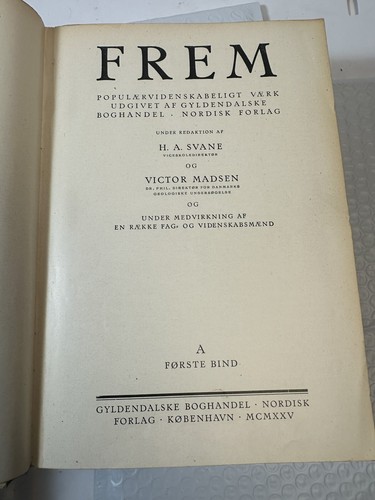 FREM
POPULÆRVIDENSKABELIGT VÆRK
UDGIVET AF GYLDENDALSKE
BOGHANDEL · NORDISK FORLAG
UNDER REDAKTION AF
H. A. SVANE
VICESKOLEDIREKTØR
OG
VICTOR MADSEN
DR. PHIL., DIREKTØR FOR DANMARKS
GEOLOGISKE UNDERSØGELSE
OG
UNDER MEDVIRKNING AF
EN RÆKKE FAG- OG VIDENSKABSMÆND
A
FØRSTE BIND
GYLDENDALSKE BOGHANDEL · NORDISK
FORLAG · KØBENHAVN · MCMXXV